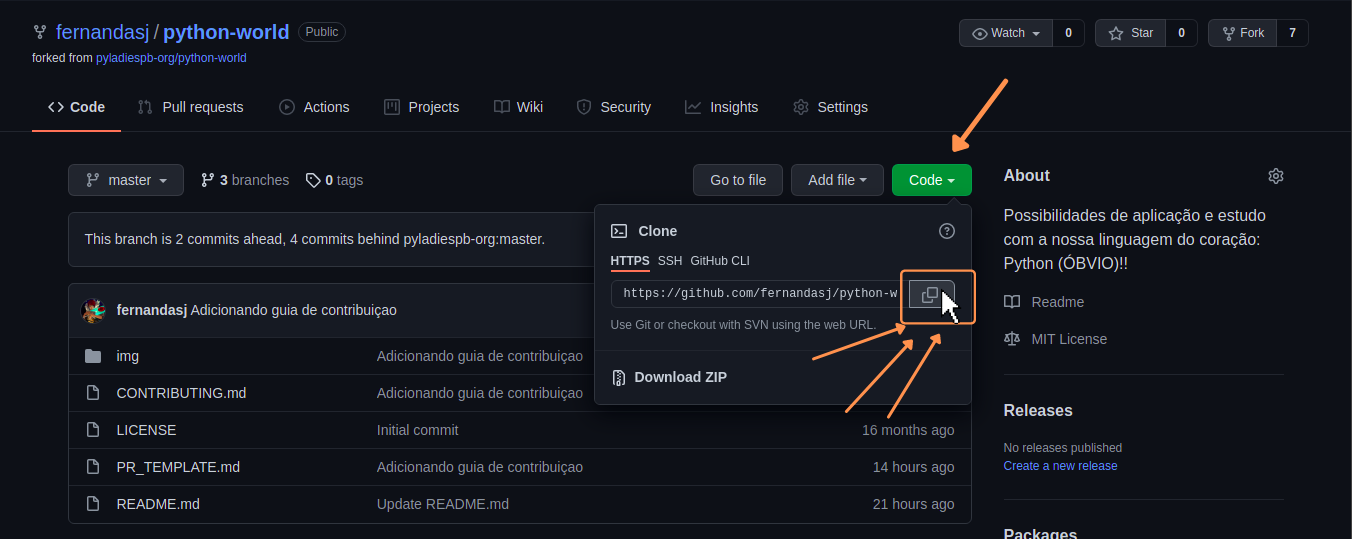 fernandasj / python-world Public
Watch 0 Star 0 Fork 7
forked from pyladiespb-org/python-world
Code Pull requests Actions Projects Wiki Security Insights Settings
master 3 branches 0 tags Go to file Add file Code
This branch is 2 commits ahead, 4 commits behind pyladiespb-org:master.
fernandasj Adicionando guia de contribuiçao
img Adicionando guia de contribuiçao
CONTRIBUTING.md Adicionando guia de contribuiçao
LICENSE Initial commit 16 months ago
PR_TEMPLATE.md Adicionando guia de contribuiçao 14 hours ago
README.md Update README.md 21 hours ago
Clone
HTTPS SSH GitHub CLI
https://github.com/fernandasj/python-w
Use Git or checkout with SVN using the web URL.
Download ZIP
About
Possibilidades de aplicação e estudo
com a nossa linguagem do coração:
Python (ÓBVIO)!!
Readme
MIT License
Releases
No releases published
Create a new release
Packages